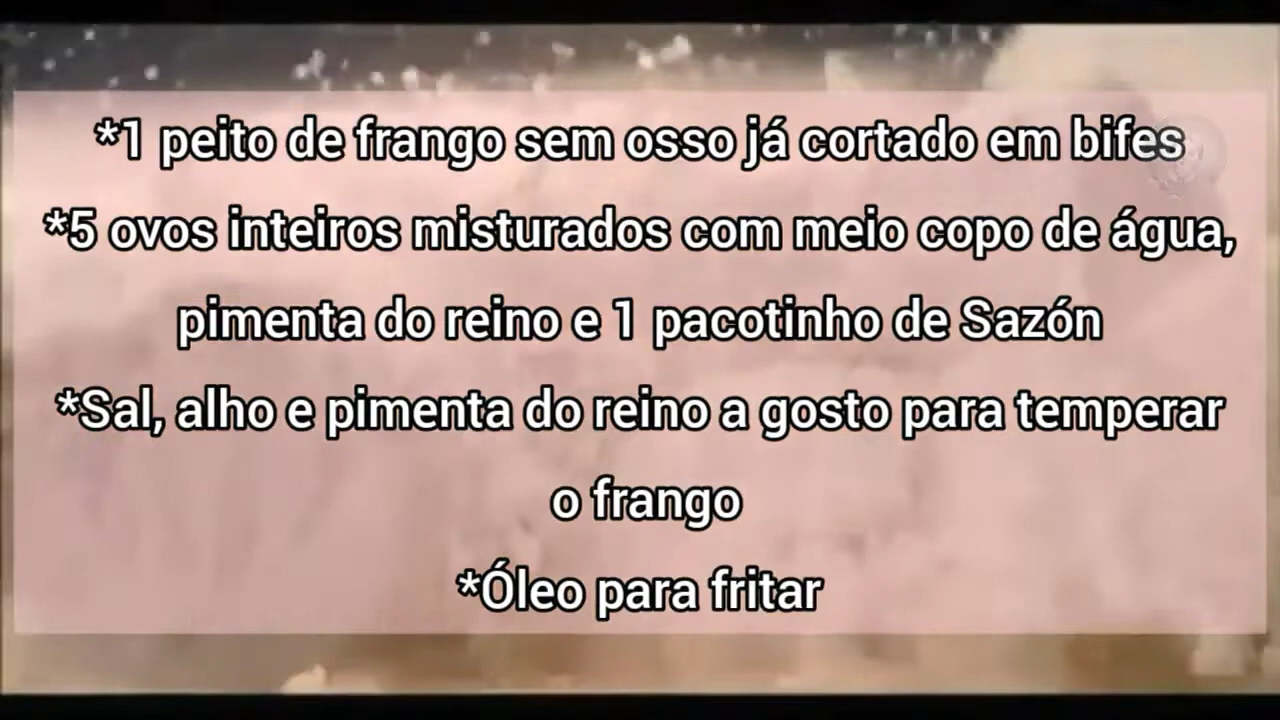 *1 peito de frango sem osso já cortado em bifes
*5 ovos inteiros misturados com meio copo de água,
pimenta do reino e 1 pacotinho de Sazón
*Sal, alho e pimenta do reino a gosto para temperar
o frango
*Óleo para fritar